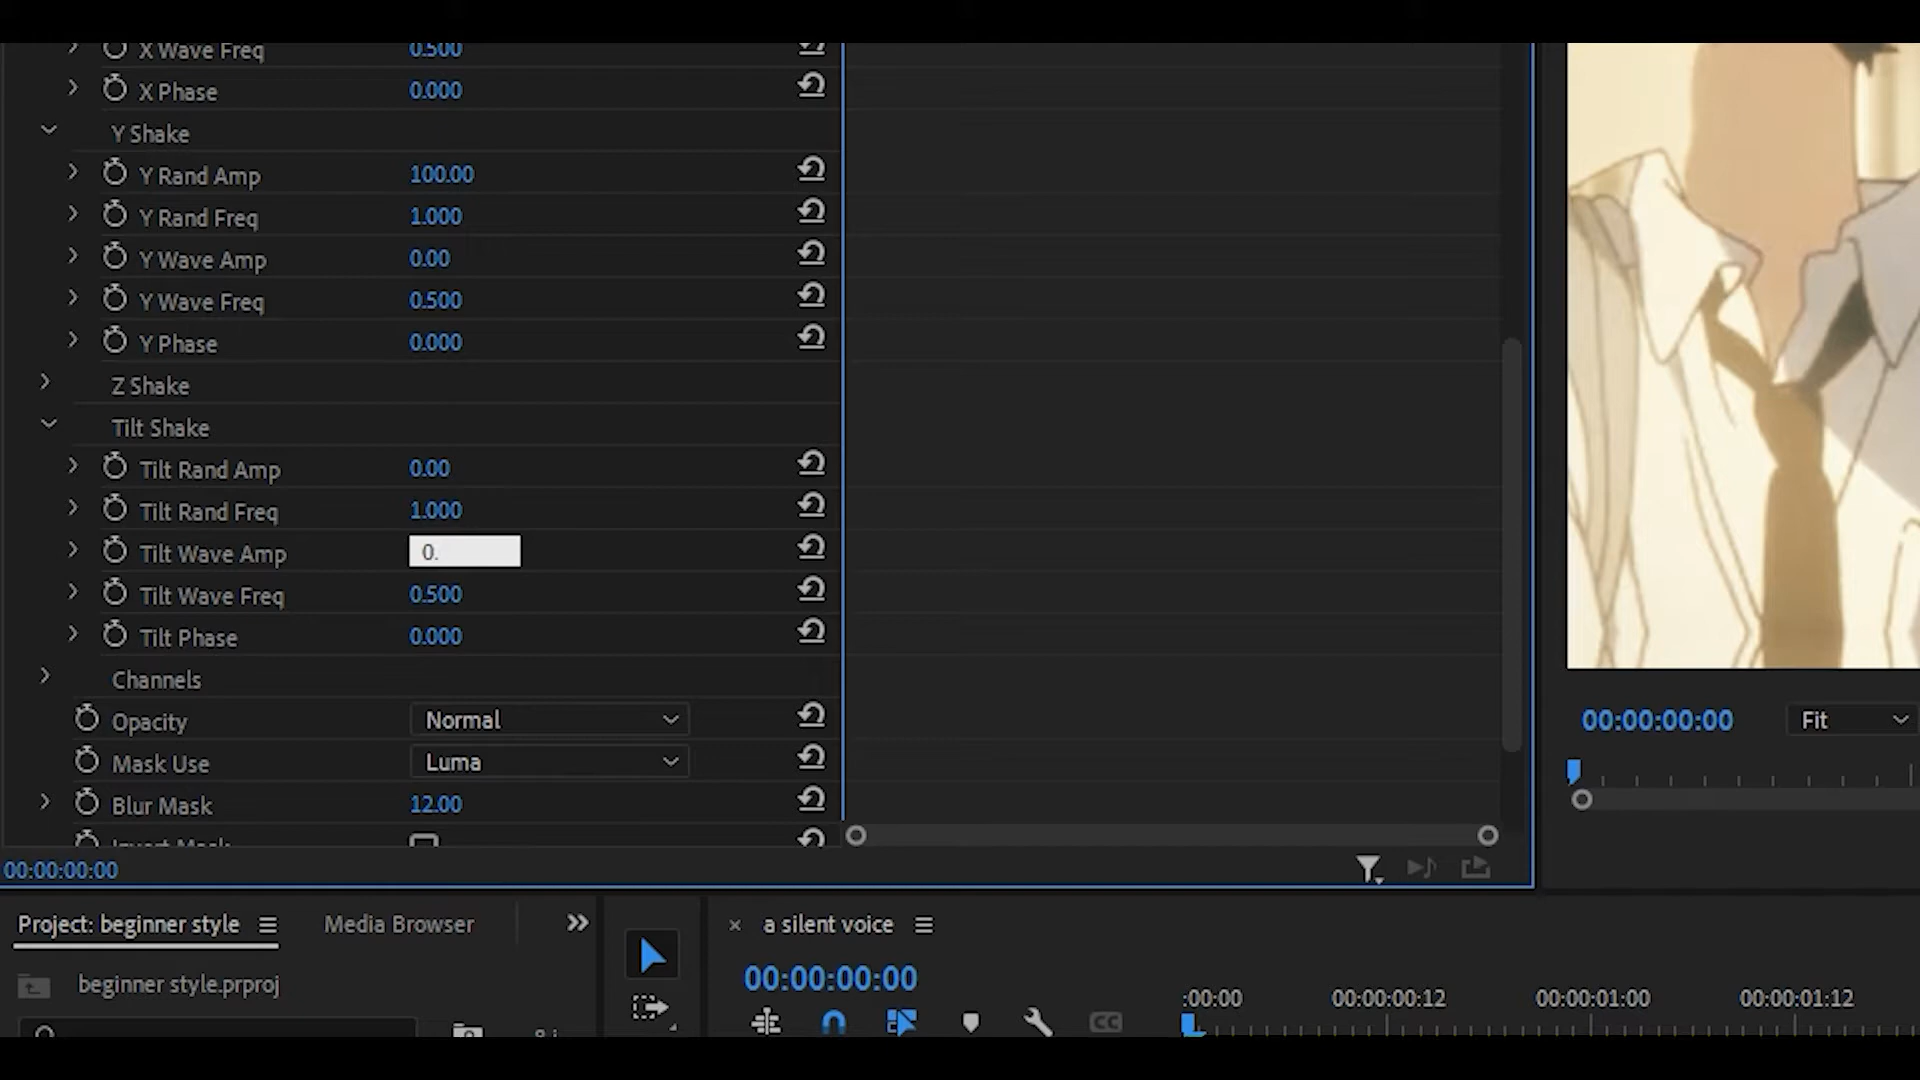 X Wave Freq 0.500
X Phase 0.000
Y Shake
Y Rand Amp 100.00
Y Rand Freq 1.000
Y Wave Amp 0.00
Y Wave Freq 0.500
Y Phase 0.000
Z Shake
Tilt Shake
Tilt Rand Amp 0.00
Tilt Rand Freq 1.000
Tilt Wave Amp 0.
Tilt Wave Freq 0.500
Tilt Phase 0.000
Channels
Opacity Normal
Mask Use Luma
Blur Mask 12.00
Invert Mask
00:00:00:00
00:00:00:00 Fit
Project: beginner style Media Browser
beginner style.prproj
a silent voice
00:00:00:00
:00:00 00:00:00:12 00:00:01:00 00:00:01:12
CC